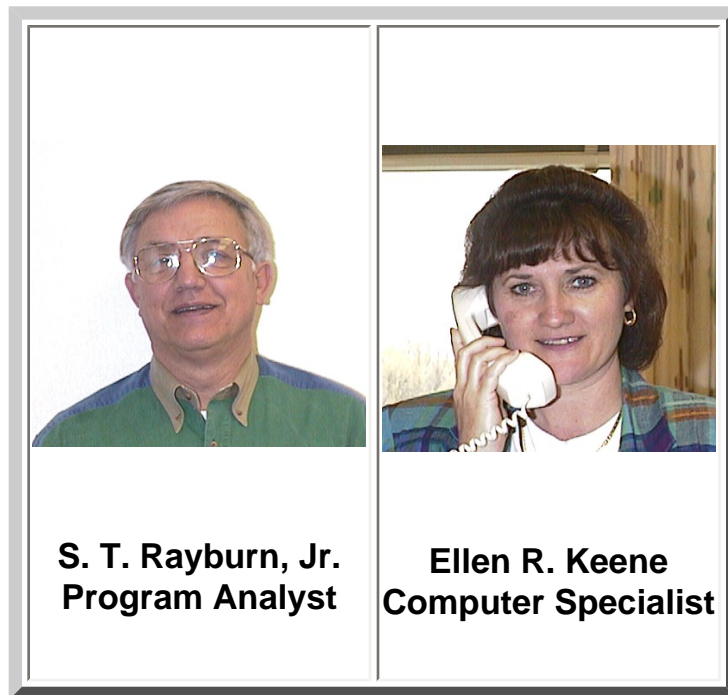 S. T. Rayburn, Jr.
Program Analyst
Ellen R. Keene
Computer Specialist